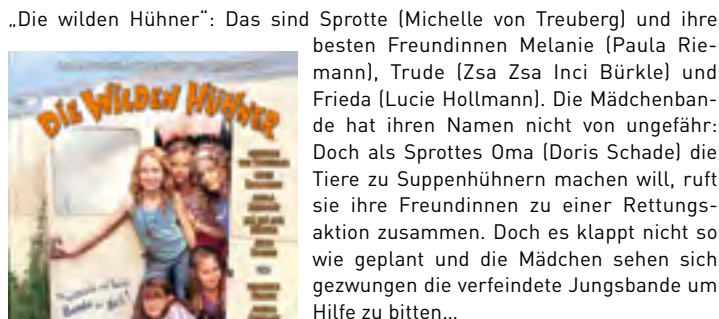 „Die wilden Hühner“: Das sind Sprotte (Michelle von Treuberg) und ihre
besten Freundinnen Melanie (Paula Rie-
mann), Trude (Zsa Zsa Inci Bürkle) und
Frieda (Lucie Hollmann). Die Mädchenban-
de hat ihren Namen nicht von ungefähr:
Doch als Sprottes Oma (Doris Schade) die
Tiere zu Suppenhühnern machen will, ruft
sie ihre Freundinnen zu einer Rettungs-
aktion zusammen. Doch es klappt nicht so
wie geplant und die Mädchen sehen sich
gezwungen die verfeindete Jungsbande um
Hilfe zu bitten...
DIE WILDEN HÜHNER